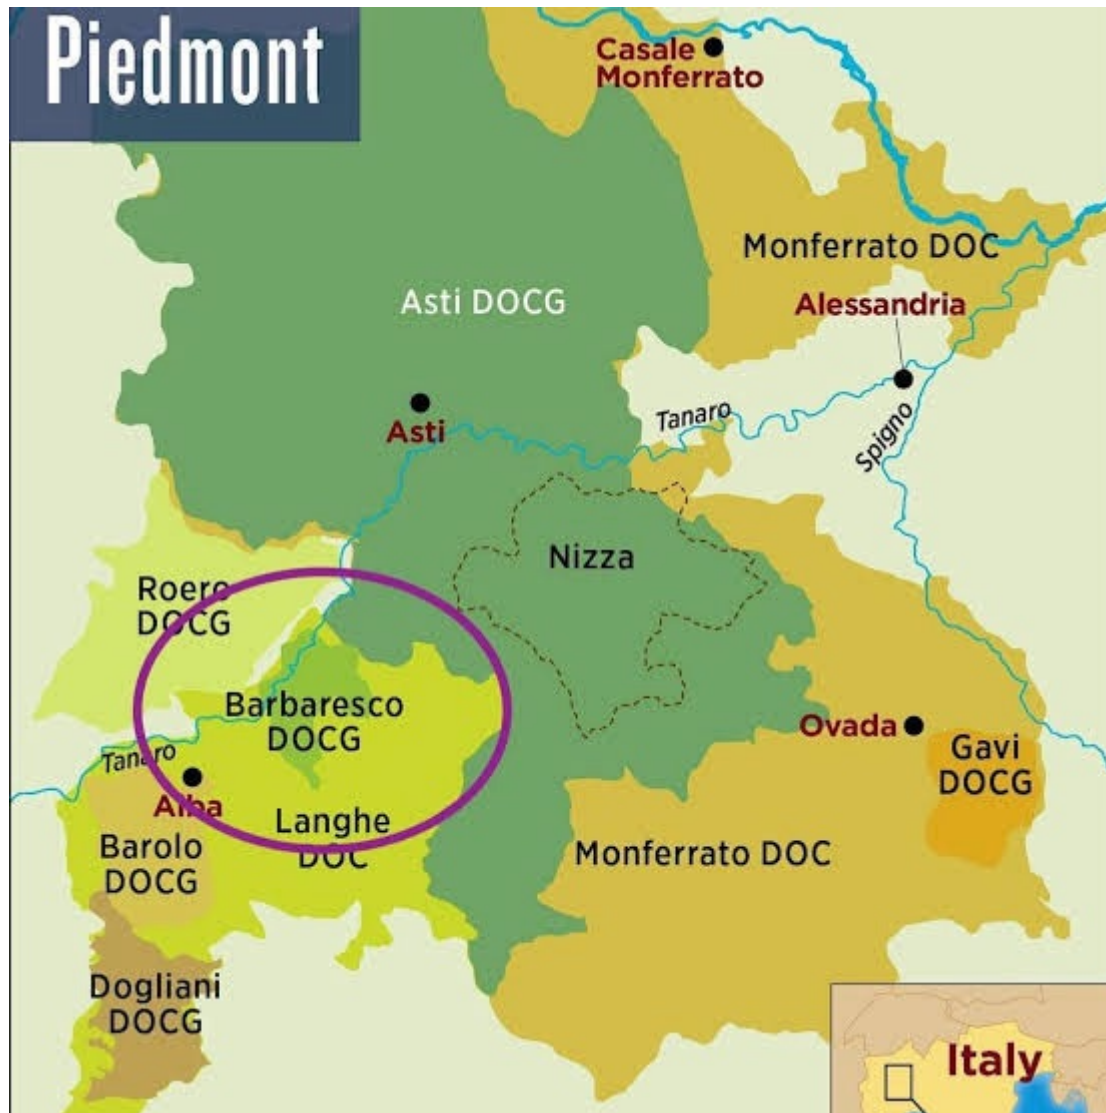 Piedmont
Casale
Monferrato
Monferrato DOC
Asti DOCG
Alessandria
Asti
Tanaro
Spigno
Nizza
Roero
DOCG
Barbaresco
DOCG
Ovada
Gavi
DOCG
Tanaro
Alba
Langhe
DOC
Barolo
DOCG
Monferrato DOC
Dogliani
DOCG
Italy